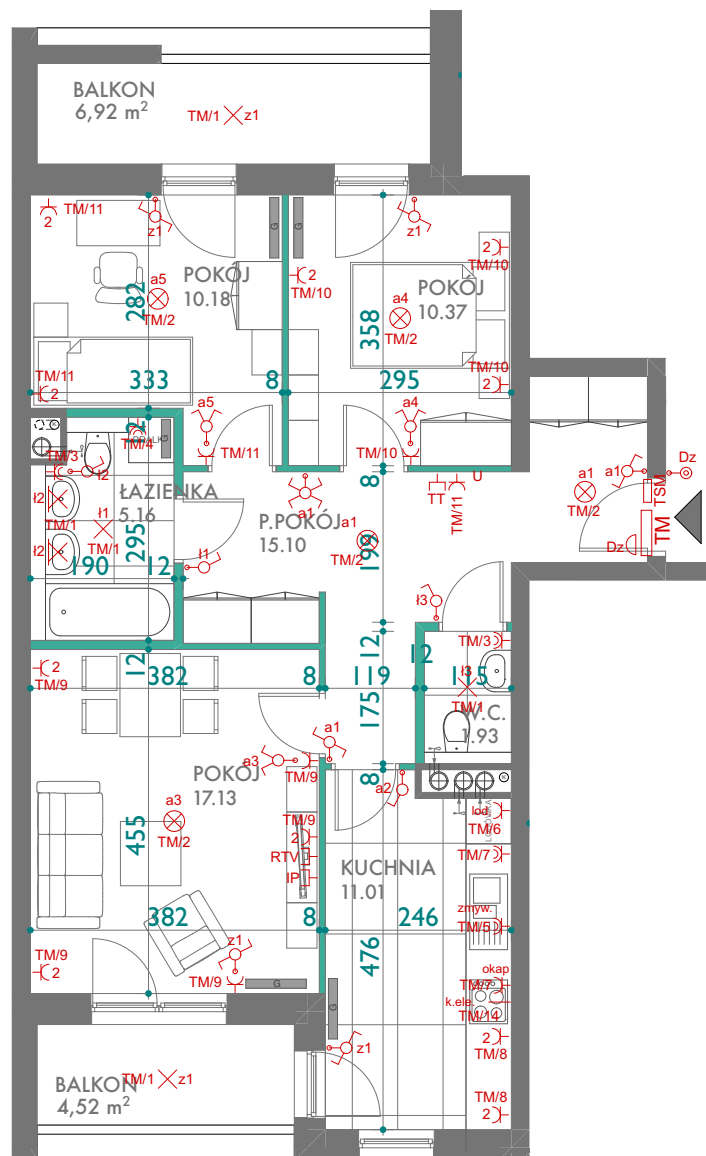 BALKON
6,92 m²
TM/1 z1
2 TM/11
z1
z1
G
G
2
TM/10
POKÓJ
10.18
2
TM/10
POKÓJ
10.37
a5
TM/2
282
a4
TM/2
358
TM/11
2
333
8
295
TM/10
2
a5
TM/11
TM/10
a4
2
TM/4
G
TM/3
ł2
ŁAZIENKA
5.16
ł2
TM/1
ł1
TM/1
ł2
295
190
12
ł1
a1
P.POKÓJ
15.10
a1
TM/2
199
8
TT
TM/11
U
a1
TM/2
a1
Dz
TSM
TM
Dz
ł3
12
12
TM/3
115
ł3
TM/1
W.C.
1.93
2
TM/9
12
382
8
119
175
8
a1
a3
TM/9
a2
POKÓJ
17.13
a3
TM/2
455
TM/9
2
RTV
IP
KUCHNIA
11.01
lod.
TM/6
TM/7
zmyw.
TM/5
382
8
246
476
TM/9
2
z1
TM/9
G
G
okap
TM/7
k.ele.
TM/14
2
TM/8
z1
TM/8
2
BALKON
4,52 m²
TM/1 z1